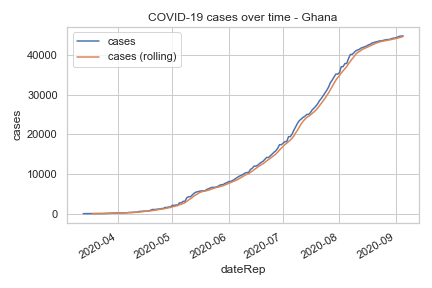 COVID-19 cases over time - Ghana
cases
cases (rolling)
40000
30000
20000
10000
0
cases
2020-04
2020-05
2020-06
2020-07
2020-08
2020-09
dateRep